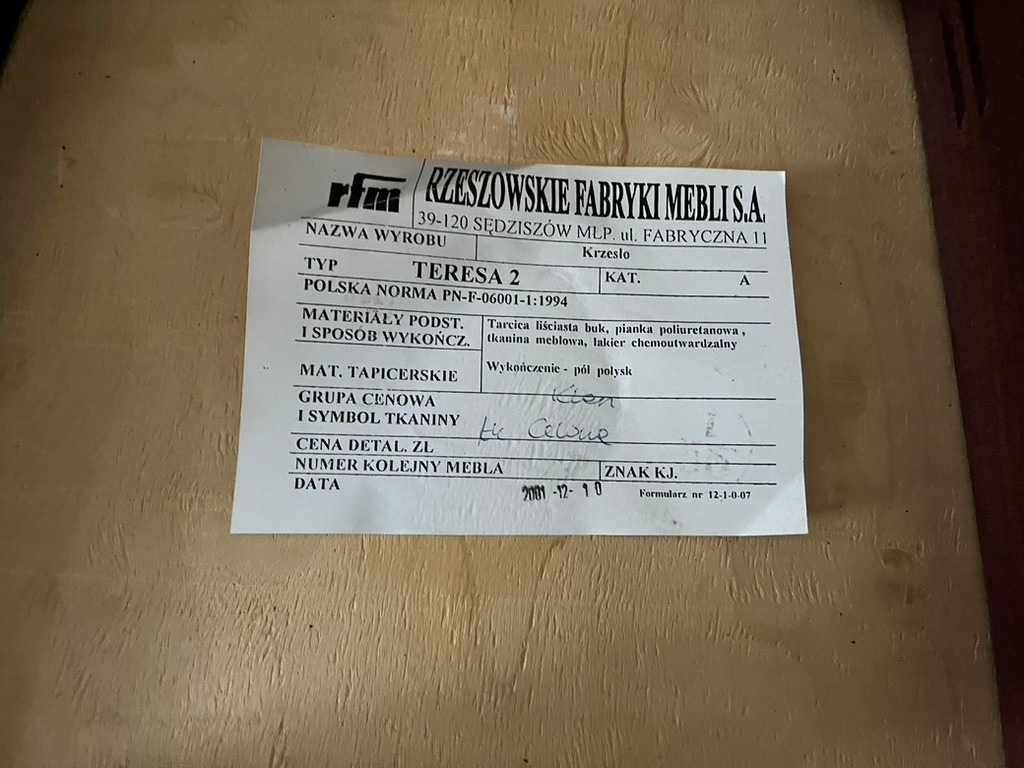 rfm RZESZOWSKIE FABRYKI MEBLI S.A.
39-120 SĘDZISZÓW MŁP. ul. FABRYCZNA 11
NAZWA WYROBU Krzesło
TYP TERESA 2 KAT. A
POLSKA NORMA PN-F-06001-1:1994
MATERIAŁY PODST.
I SPOSÓB WYKOŃCZ.
Tarcica liściasta buk, pianka poliuretanowa,
tkanina meblowa, lakier chemoutwardzalny
Wykończenie - pół połysk
MAT. TAPICERSKIE
GRUPA CENOWA
I SYMBOL TKANINY
CENA DETAL. ZŁ
NUMER KOLEJNY MEBLA ZNAK KJ.
DATA 2001-12-10 Formularz nr 12-1-0-07